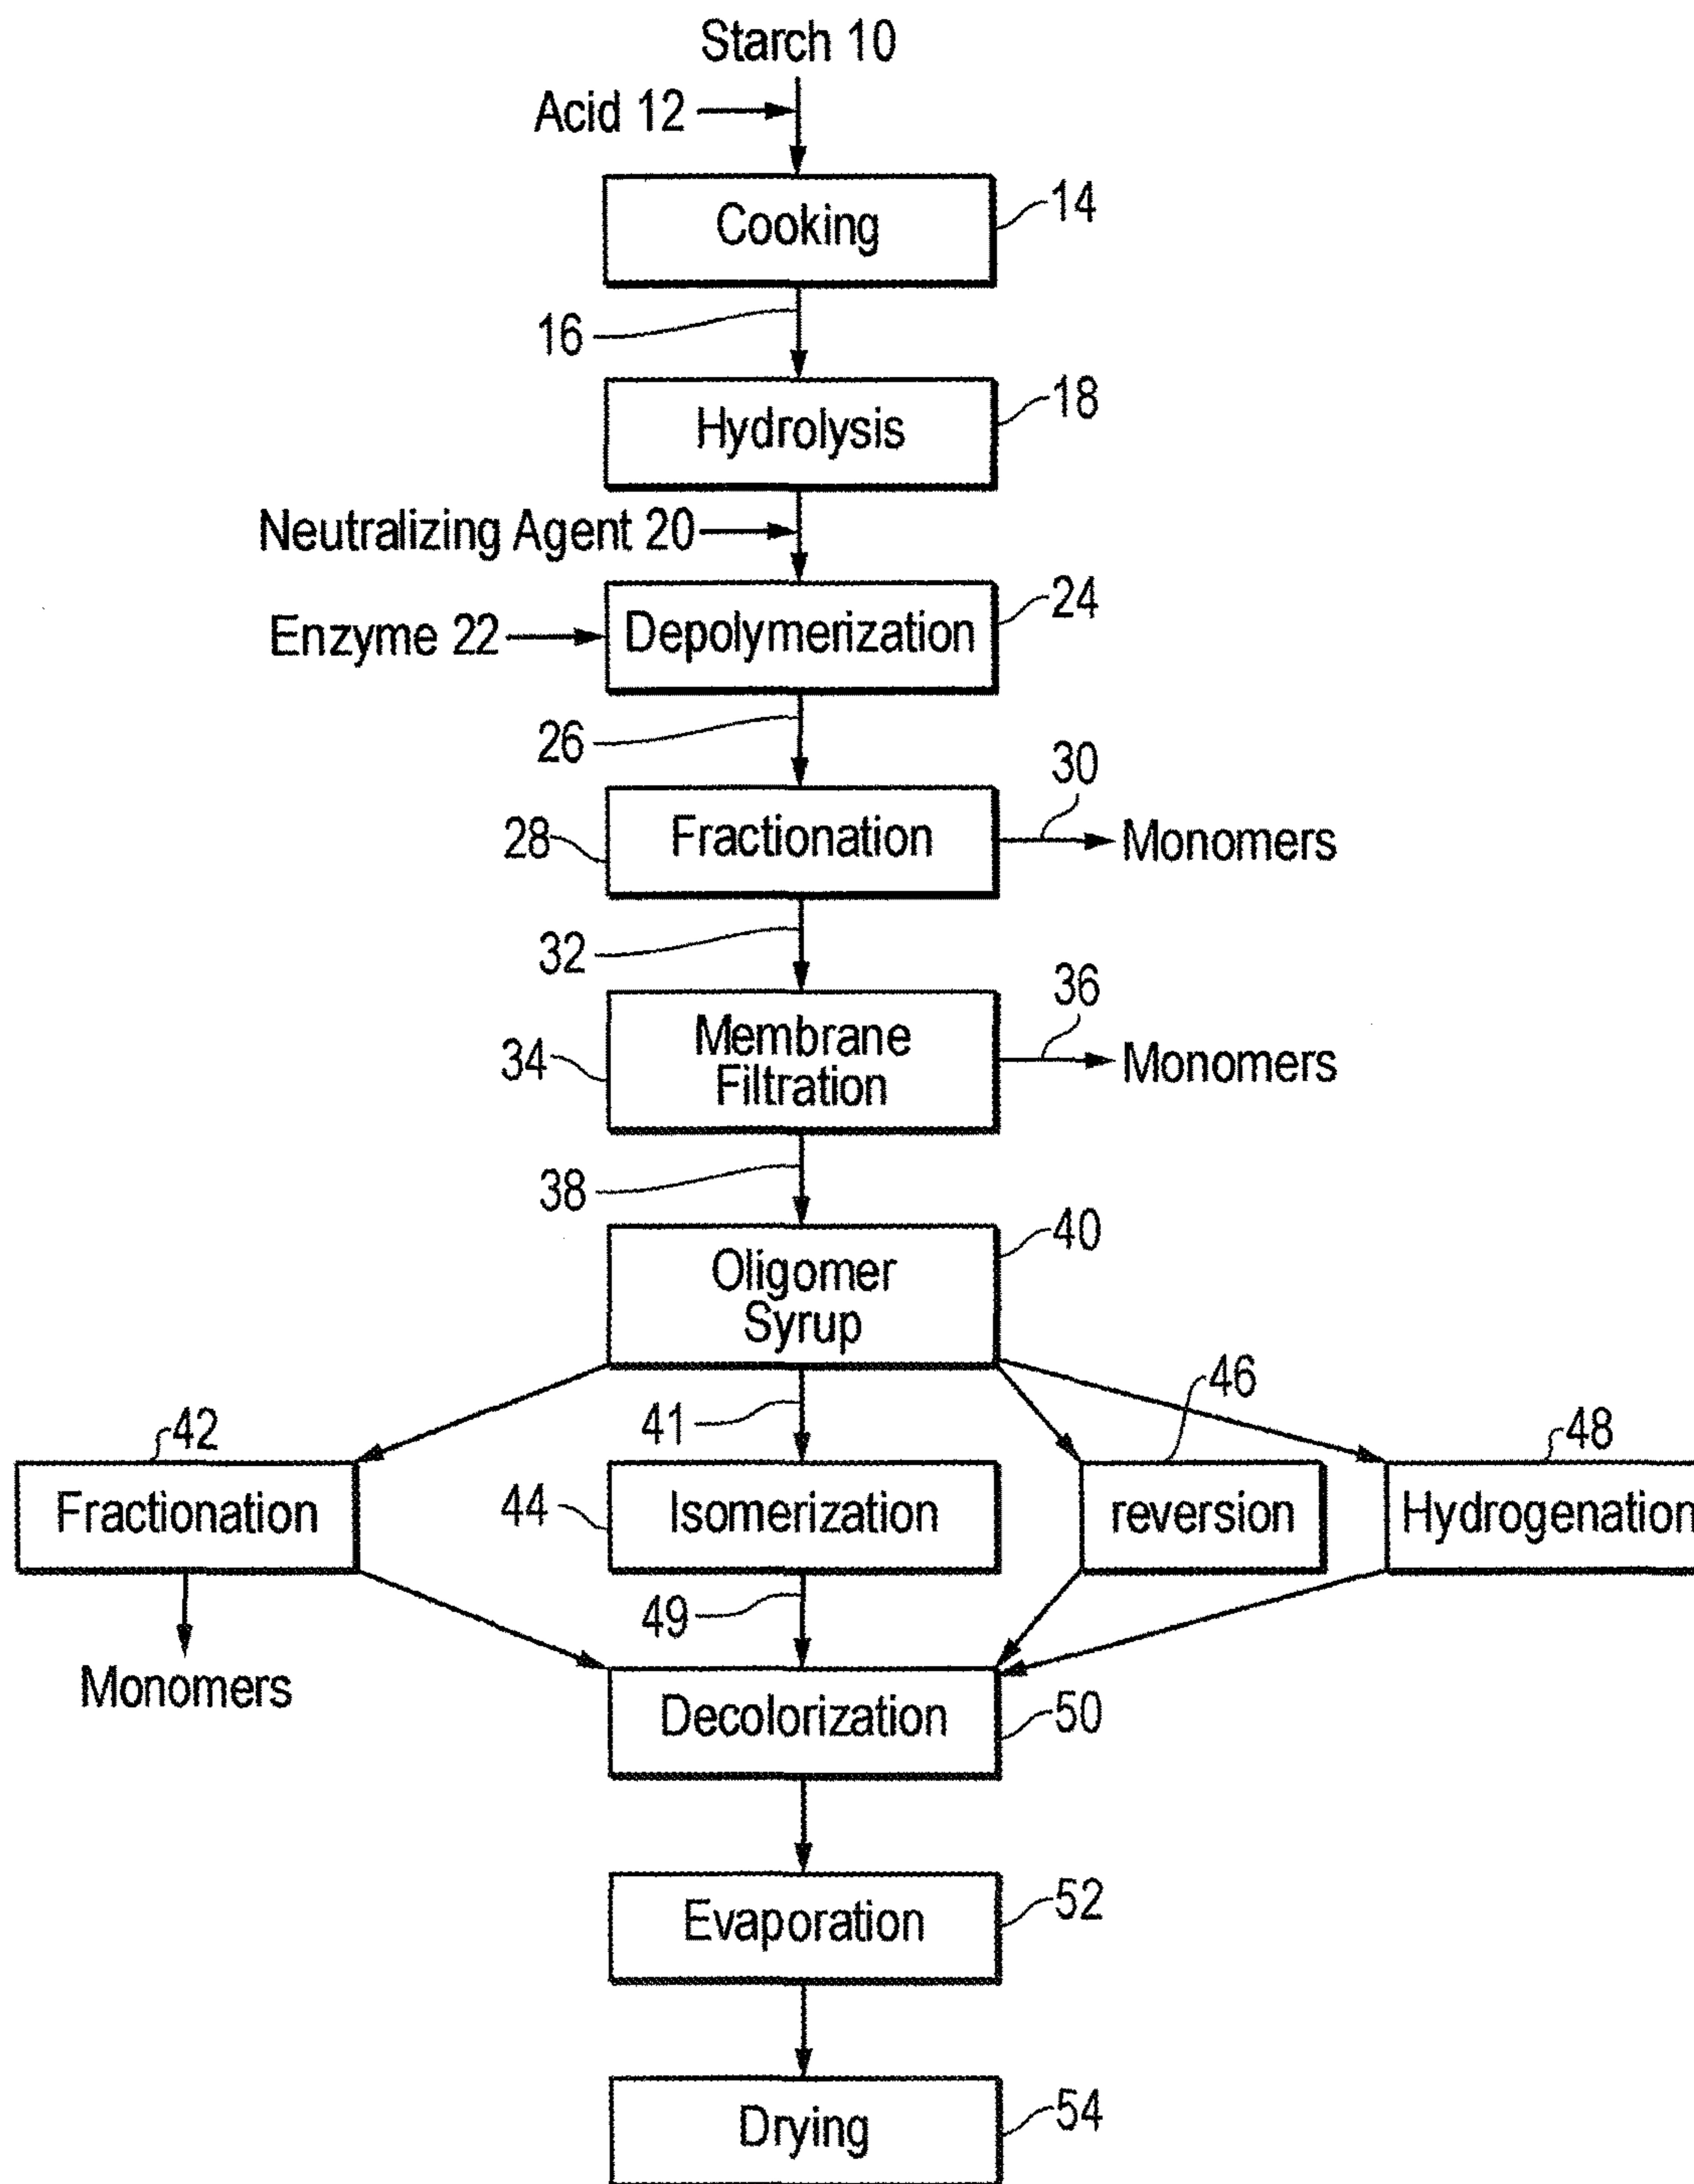 Starch 10
Acid 12
Cooking
14
16
Hydrolysis
18
Neutralizing Agent 20
Enzyme 22
Depolymerization
24
26
28
Fractionation
30
Monomers
32
34
Membrane
Filtration
36
Monomers
38
Oligomer
Syrup
40
41
42
Fractionation
44
Isomerization
46
reversion
48
Hydrogenation
49
Monomers
Decolorization
50
Evaporation
52
Drying
54